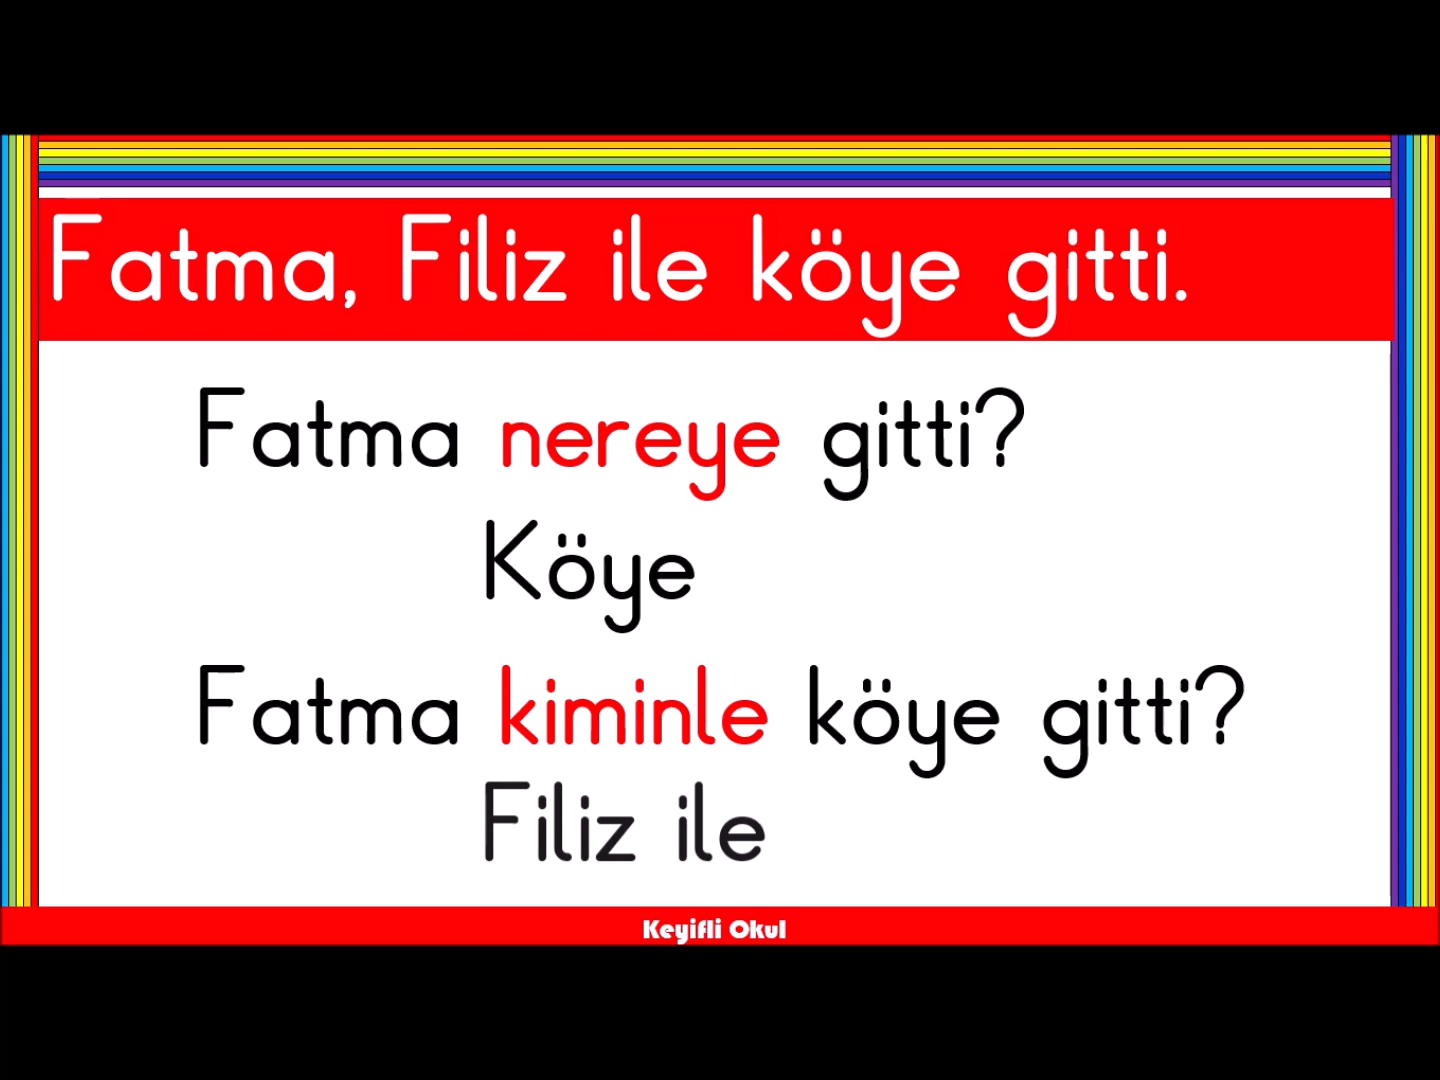 Fatma, Filiz ile köye gitti.
Fatma nereye gitti?
Köye
Fatma kiminle köye gitti?
Filiz ile
Keyifli Okul